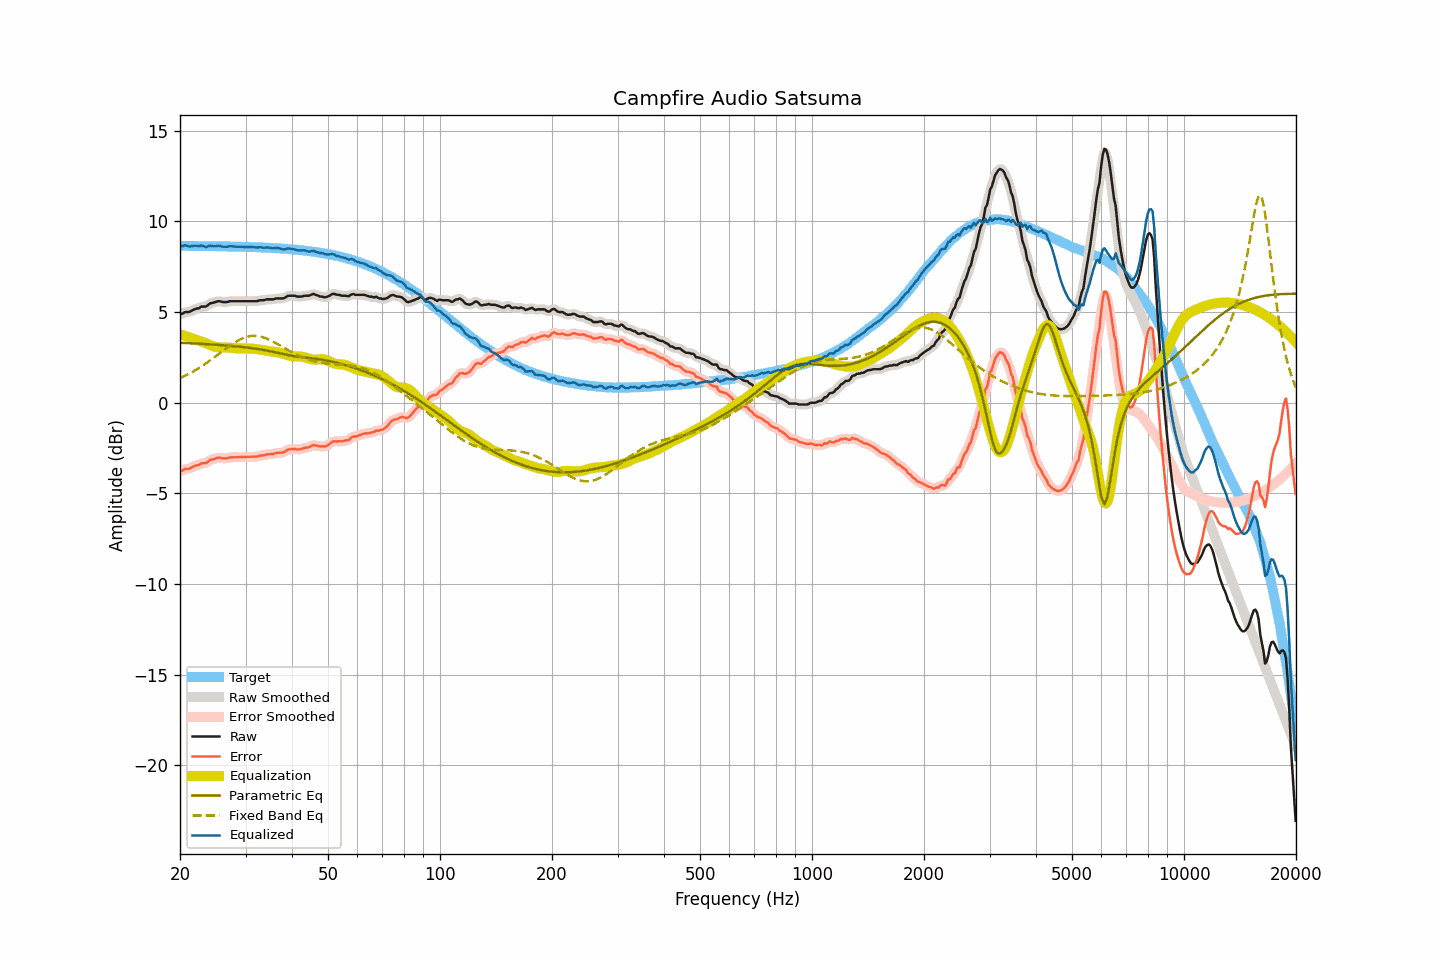 Campfire Audio Satsuma
15
10
5
0
−5
−10
−15
−20
Amplitude (dBr)
Target
Raw Smoothed
Error Smoothed
Raw
Error
Equalization
Parametric Eq
Fixed Band Eq
Equalized
20 50 100 200 500 1000 2000 5000 10000 20000
Frequency (Hz)